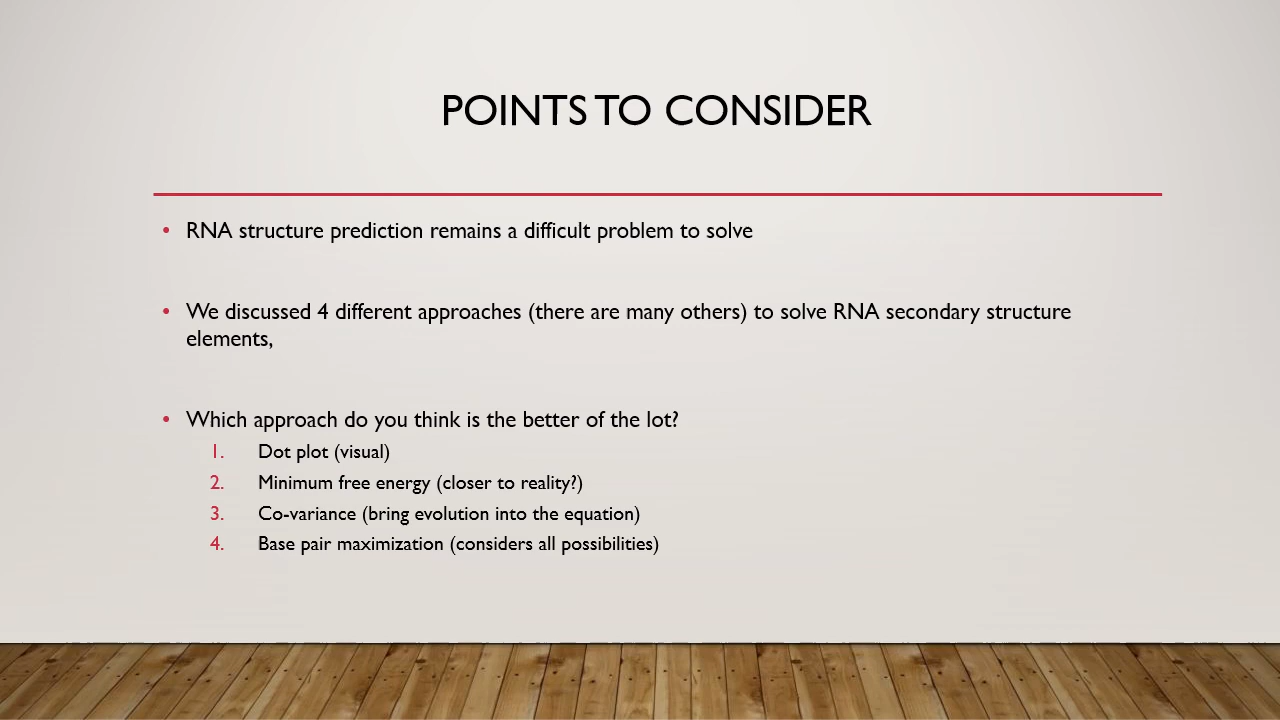 POINTS TO CONSIDER
• RNA structure prediction remains a difficult problem to solve
• We discussed 4 different approaches (there are many others) to solve RNA secondary structure
elements,
• Which approach do you think is the better of the lot?
1. Dot plot (visual)
2. Minimum free energy (closer to reality?)
3. Co-variance (bring evolution into the equation)
4. Base pair maximization (considers all possibilities)